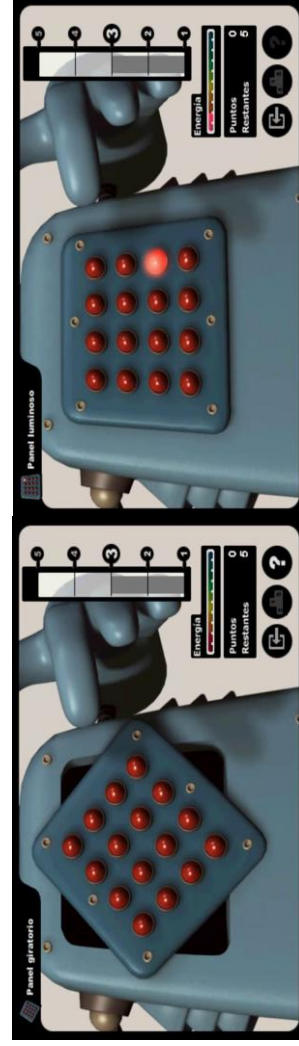 Panel giratorio
5
4
3
2
1
Energía
Puntos 0
Restantes 5
?
Panel luminoso
5
4
3
2
1
Energía
Puntos 0
Restantes 5
?